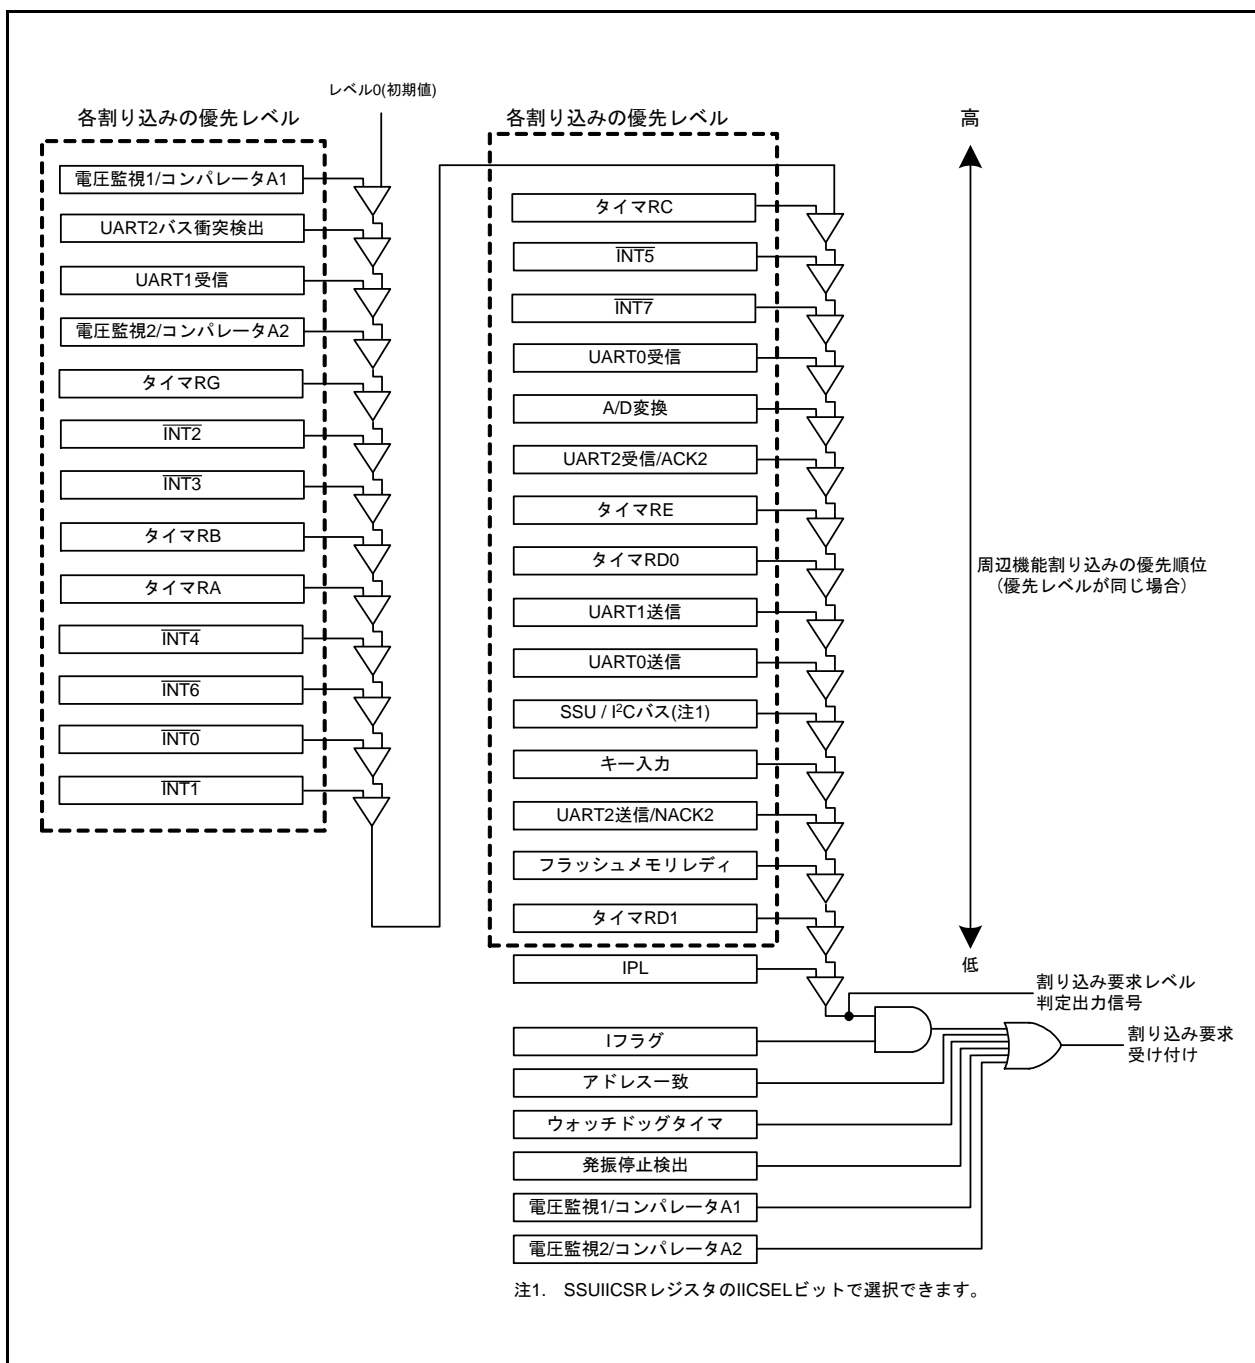 レベル0(初期値)
各割り込みの優先レベル
電圧監視1/コンパレータA1
UART2バス衝突検出
UART1受信
電圧監視2/コンパレータA2
タイマRG
INT2
INT3
タイマRB
タイマRA
INT4
INT6
INT0
INT1
各割り込みの優先レベル
タイマRC
INT5
INT7
UART0受信
A/D変換
UART2受信/ACK2
タイマRE
タイマRD0
UART1送信
UART0送信
SSU / I²Cバス(注1)
キー入力
UART2送信/NACK2
フラッシュメモリレディ
タイマRD1
IPL
Iフラグ
アドレス一致
ウォッチドッグタイマ
発振停止検出
電圧監視1/コンパレータA1
電圧監視2/コンパレータA2
高
周辺機能割り込みの優先順位
(優先レベルが同じ場合)
低
割り込み要求レベル
判定出力信号
割り込み要求
受け付け
注1. SSUIICSRレジスタのIICSELビットで選択できます。